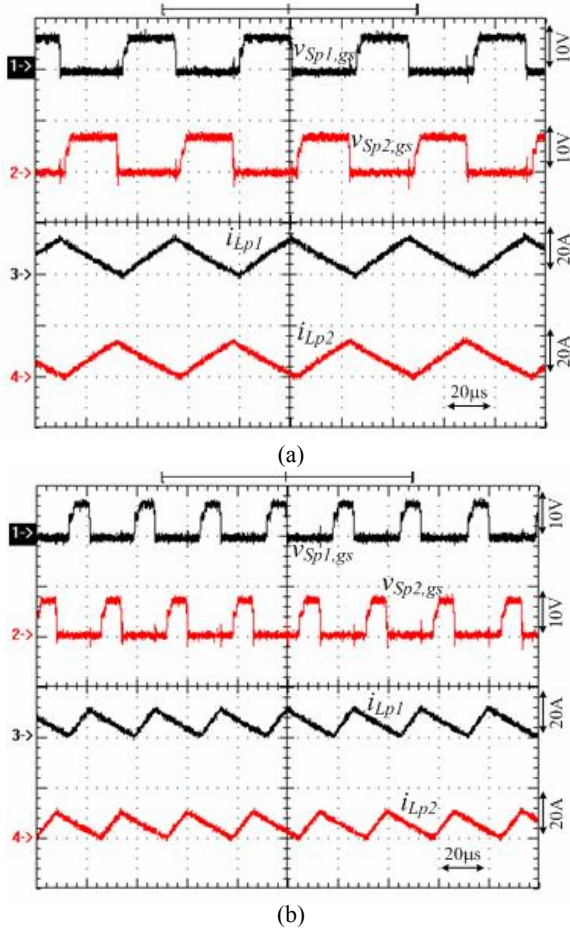 1->
v_Sp1,gs
10V
2->
v_Sp2,gs
10V
i_Lp1
3->
20A
i_Lp2
4->
20A
20μs
(a)
1->
v_Sp1,gs
10V
v_Sp2,gs
2->
10V
i_Lp1
3->
20A
i_Lp2
4->
20A
20μs
(b)